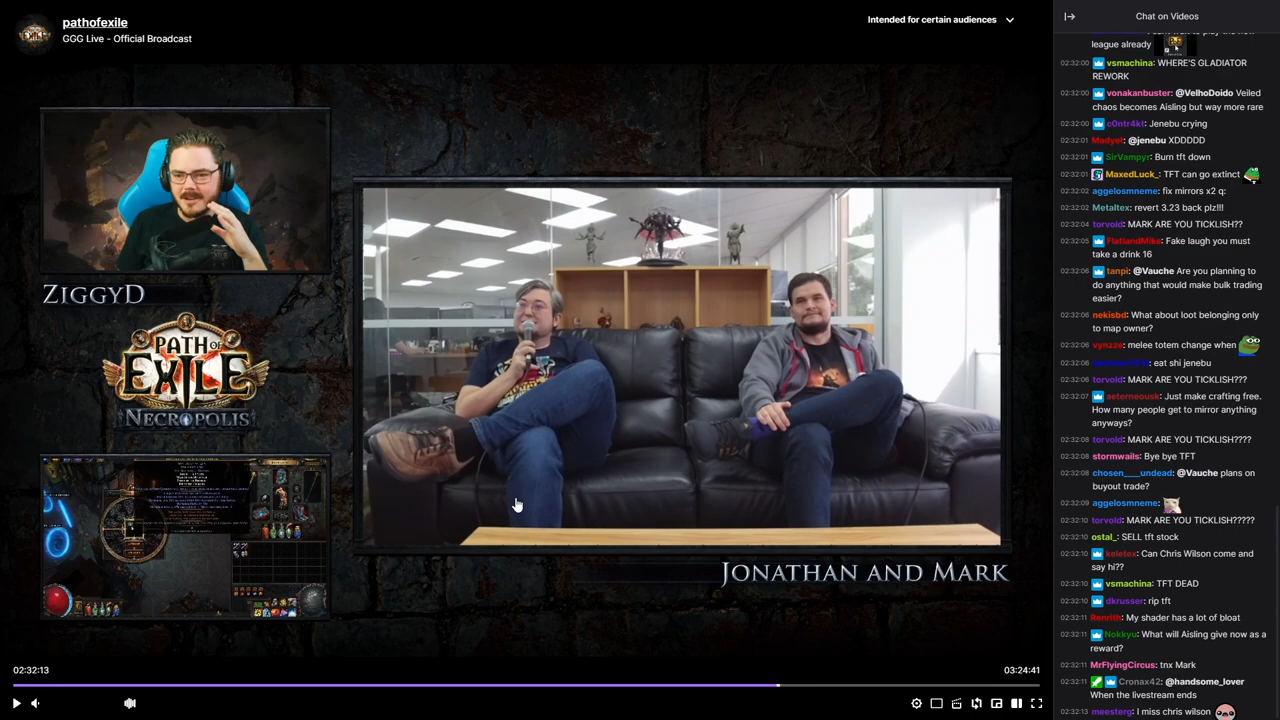 pathofexile
GGG Live - Official Broadcast
Intended for certain audiences
ZiggyD
PATH OF
EXILE
NECROPOLIS
Jonathan and Mark
02:32:13
03:24:41
Chat on Videos
league already
02:32:00 vsmachina: WHERE'S GLADIATOR
REWORK
02:32:00 vonakanbuster: @VelhoDoido Veiled
chaos becomes Aisling but way more rare
02:32:00 c0ntr4kt: Jenebu crying
02:32:01 Madyei: @jenebu XDDDDD
02:32:01 SirVampyr: Burn tft down
02:32:01 MaxedLuck_: TFT can go extinct
02:32:02 aggelosmneme: fix mirrors x2 q:
02:32:02 Metaltex: revert 3.23 back plz!!!
02:32:04 torvold: MARK ARE YOU TICKLISH??
02:32:05 FlatlandMike: Fake laugh you must
take a drink 16
02:32:06 tanpi: @Vauche Are you planning to
do anything that would make bulk trading
easier?
02:32:06 nekisbd: What about loot belonging only
to map owner?
02:32:06 vynzze: melee totem change when
02:32:06 eat shi jenebu
02:32:06 torvold: MARK ARE YOU TICKLISH???
02:32:07 aeterneousk: Just make crafting free.
How many people get to mirror anything
anyways?
02:32:08 torvold: MARK ARE YOU TICKLISH????
02:32:08 stormwails: Bye bye TFT
02:32:08 chosen___undead: @Vauche plans on
buyout trade?
02:32:09 aggelosmneme:
02:32:10 torvold: MARK ARE YOU TICKLISH?????
02:32:10 ostal_: SELL tft stock
02:32:10 keletex: Can Chris Wilson come and
say hi??
02:32:10 vsmachina: TFT DEAD
02:32:10 dkrusser: rip tft
02:32:11 Renrith: My shader has a lot of bloat
02:32:11 Nokkyu: What will Aisling give now as a
reward?
02:32:11 MrFlyingCircus: tnx Mark
02:32:11 Cronax42: @handsome_lover
When the livestream ends
02:32:13 meesterg: I miss chris wilson